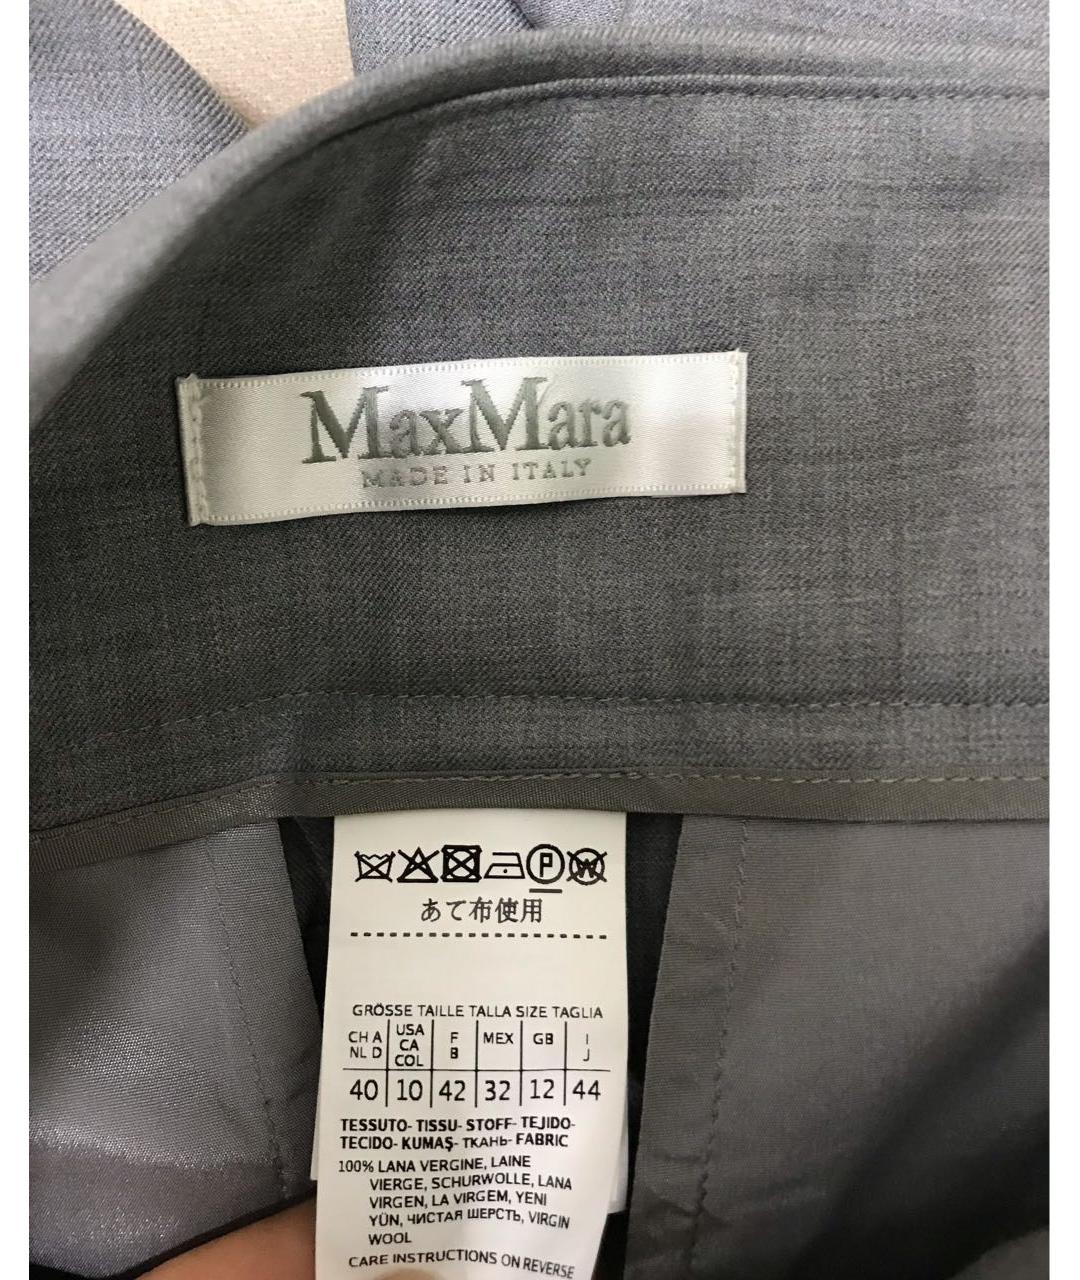 MaxMara
MADE IN ITALY
P W
あて布使用
GRÖSSE TAILLE TALLA SIZE TAGLIA
CH A NL D USA CA COL F B MEX GB I J
40 10 42 32 12 44
TESSUTO- TISSU- STOFF- TEJIDO-
TECIDO- KUMAŞ- ТКАНЬ- FABRIC
100% LANA VERGINE, LAINE
VIERGE, SCHURWOLLE, LANA
VIRGEN, LA VIRGEM, YENI
YÜN, ЧИСТАЯ ШЕРСТЬ, VIRGIN
WOOL
CARE INSTRUCTIONS ON REVERSE